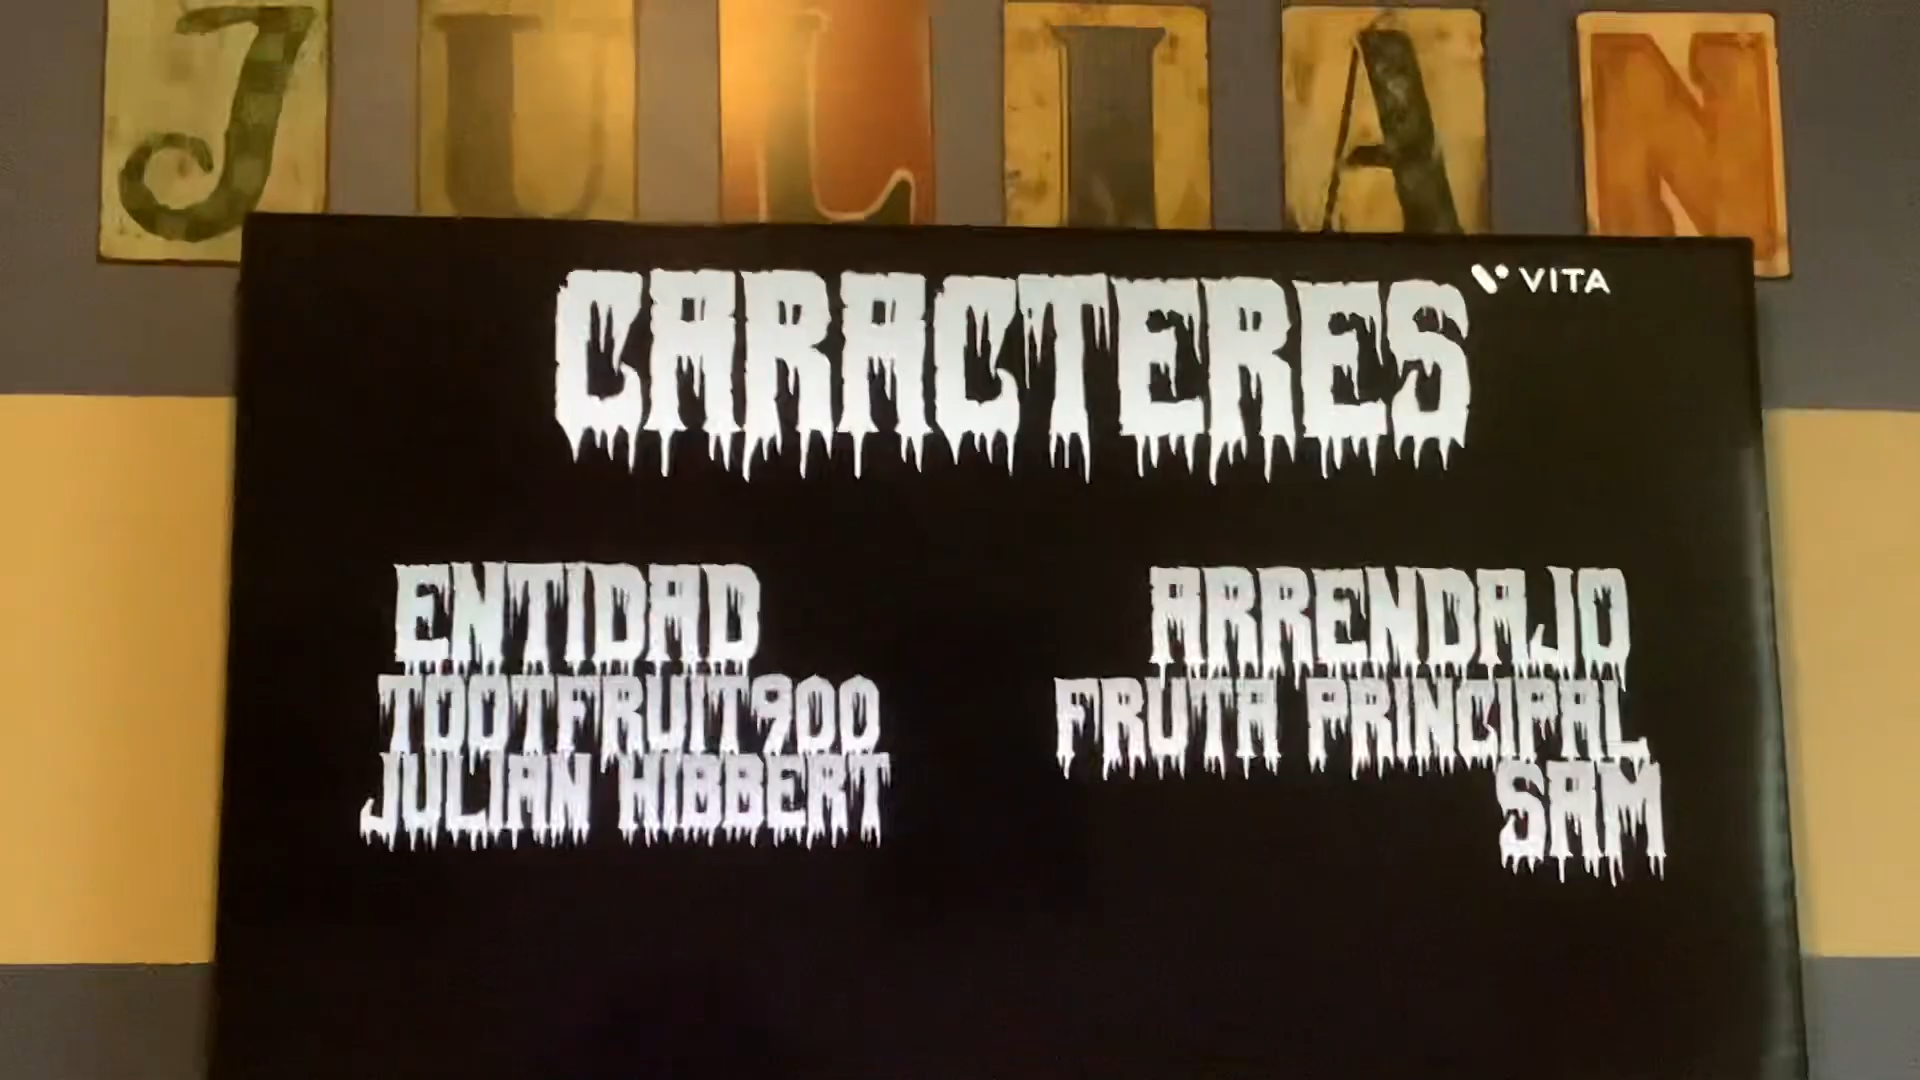 JULIAN
VITA
CARACTERES
ENTIDAD
TOOTFRUIT900
JULIAN HIBBERT
ARRENDAJO
FRUTA PRINCIPAL
SAM